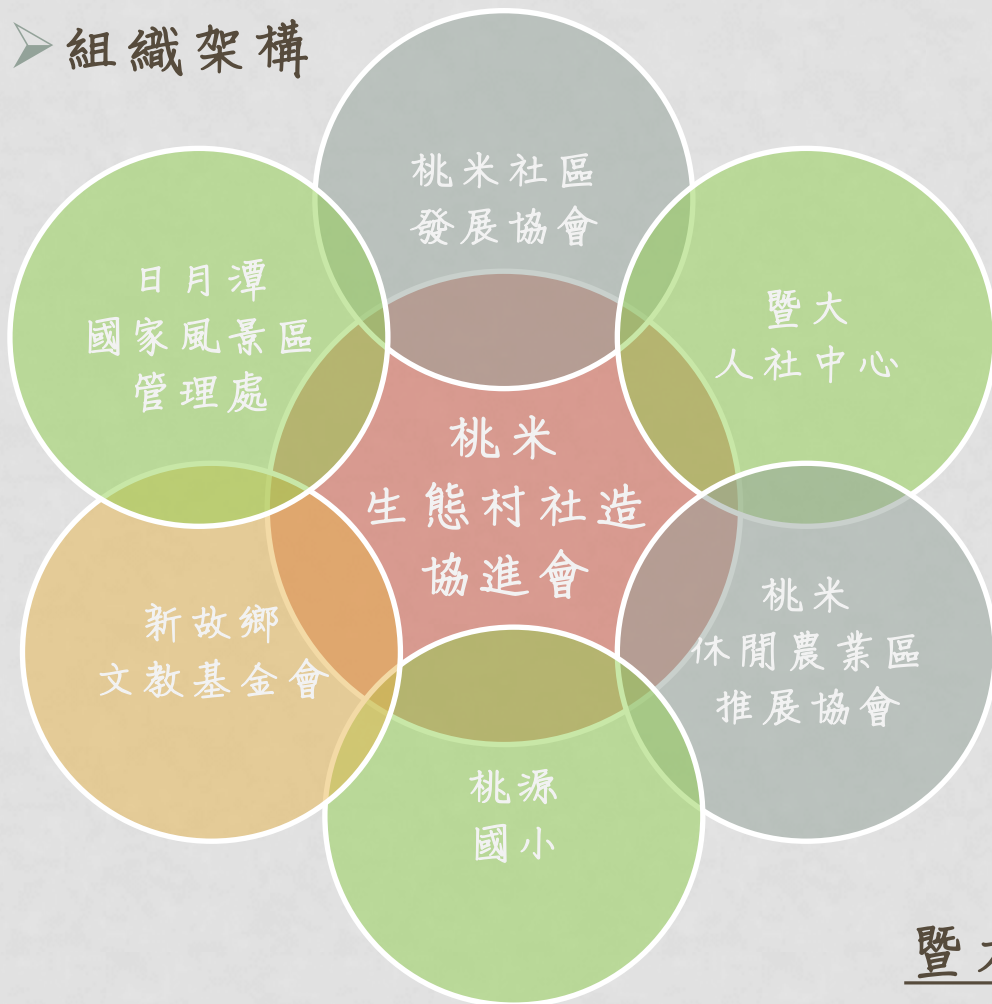 組織架構
桃米社區
發展協會
日月潭
國家風景區
管理處
暨大
人社中心
桃米
生態村社造
協進會
新故鄉
文教基金會
桃米
休閒農業區
推展協會
桃源
國小
暨